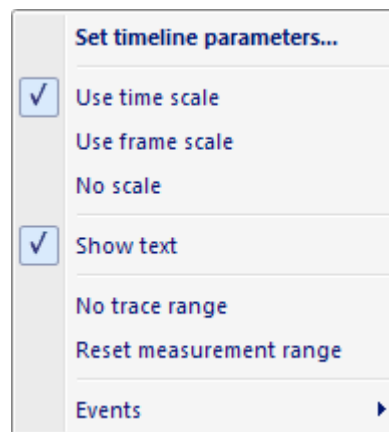 Set timeline parameters...
Use time scale
Use frame scale
No scale
Show text
No trace range
Reset measurement range
Events